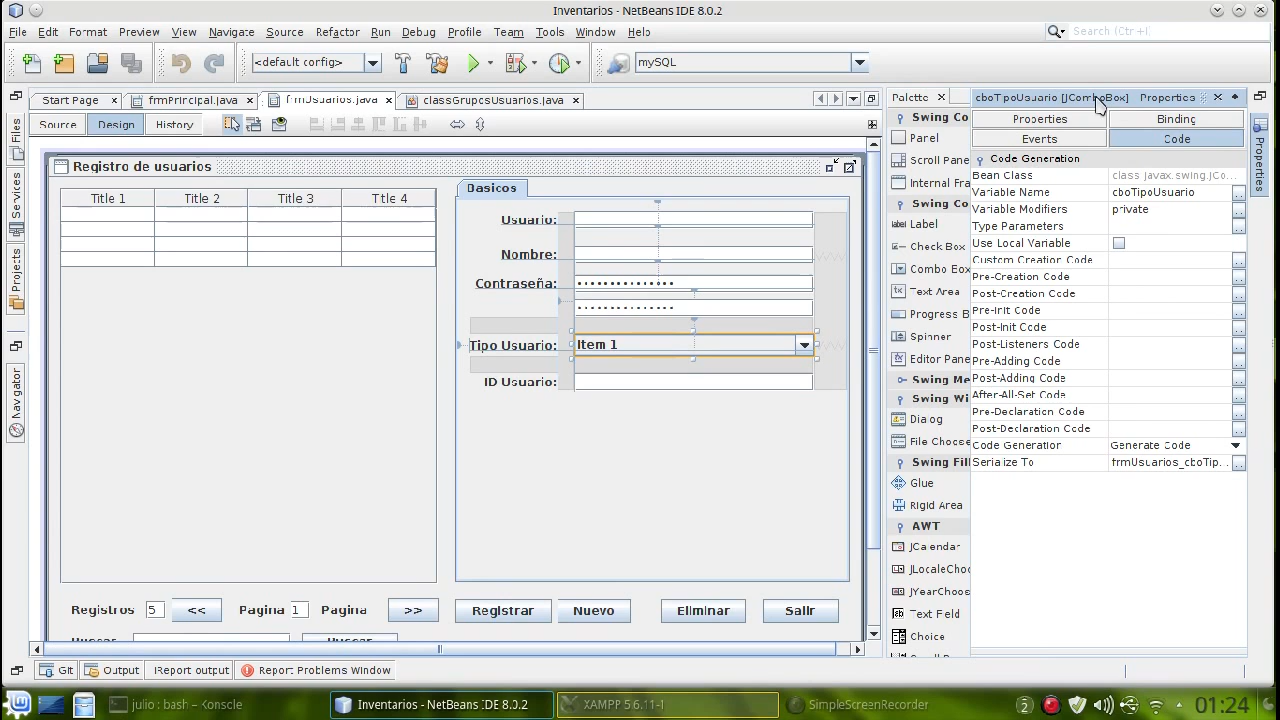 Inventarios - NetBeans IDE 8.0.2
File Edit Format Preview View Navigate Source Refactor Run Debug Profile Team Tools Window Help
Search (Ctrl+I)
<default config>
mySQL
Start Page
frmPrincipal.java
frmUsuarios.java
classGruposUsuarios.java
Source Design History
Files
Services
Projects
Navigator
Registro de usuarios
Title 1 Title 2 Title 3 Title 4
Basicos
Usuario:
Nombre:
Contraseña:
Tipo Usuario: Item 1
ID Usuario:
Registros 5 << Pagina 1 Pagina >>
Registrar Nuevo Eliminar Salir
Palette
Swing Co
Panel
Scroll Pane
Internal Fra
Swing Co
Label
Check Box
Combo Box
Text Area
Progress B
Spinner
Editor Pane
Swing Me
Swing Wi
Dialog
File Choose
Swing Fill
Glue
Rigid Area
AWT
JCalendar
JLocaleChoo
JYearChoos
Text Field
Choice
cboTipoUsuario [JComboBox] - Properties
Properties Binding
Events Code
Code Generation
Bean Class class javax.swing.JCo...
Variable Name cboTipoUsuario
Variable Modifiers private
Type Parameters
Use Local Variable
Custom Creation Code
Pre-Creation Code
Post-Creation Code
Pre-Init Code
Post-Init Code
Post-Listeners Code
Pre-Adding Code
Post-Adding Code
After-All-Set Code
Pre-Declaration Code
Post-Declaration Code
Code Generation Generate Code
Serialize To frmUsuarios_cboTip...
Properties
Git Output iReport output Report Problems Window
julio : bash – Konsole
Inventarios - NetBeans IDE 8.0.2
XAMPP 5.6.11-1
SimpleScreenRecorder
2
01:24